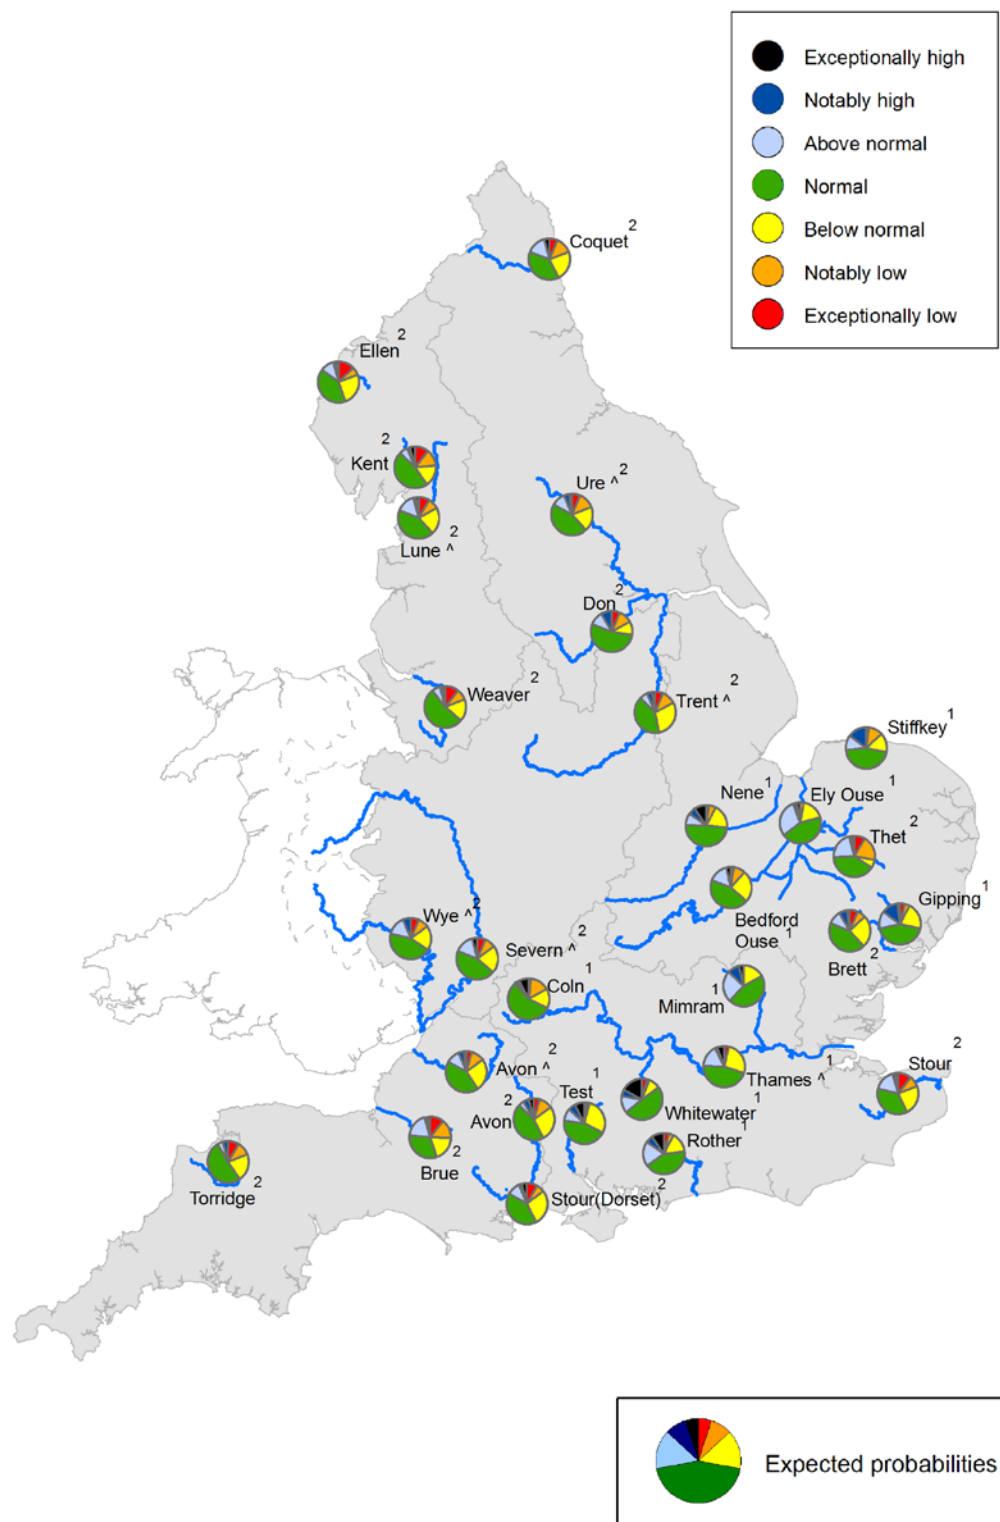 Exceptionally high
Notably high
Above normal
Normal
Below normal
Notably low
Exceptionally low
Coquet 2
Ellen 2
2
Kent
Ure ^ 2
Lune ^ 2
Don 2
Weaver 2
Trent ^ 2
Stiffkey 1
Nene 1
Ely Ouse 1
Thet 2
Gipping 1
Bedford
Ouse 1
Brett 2
Wye ^ 2
Severn ^ 2
Coln 1
Mimram 1
Avon ^ 2
Test 1
Thames ^ 1
Stour 2
Avon 2
Whitewater 1
Rother 1
Brue 2
Torridge 2
Stour(Dorset) 2
Expected probabilities